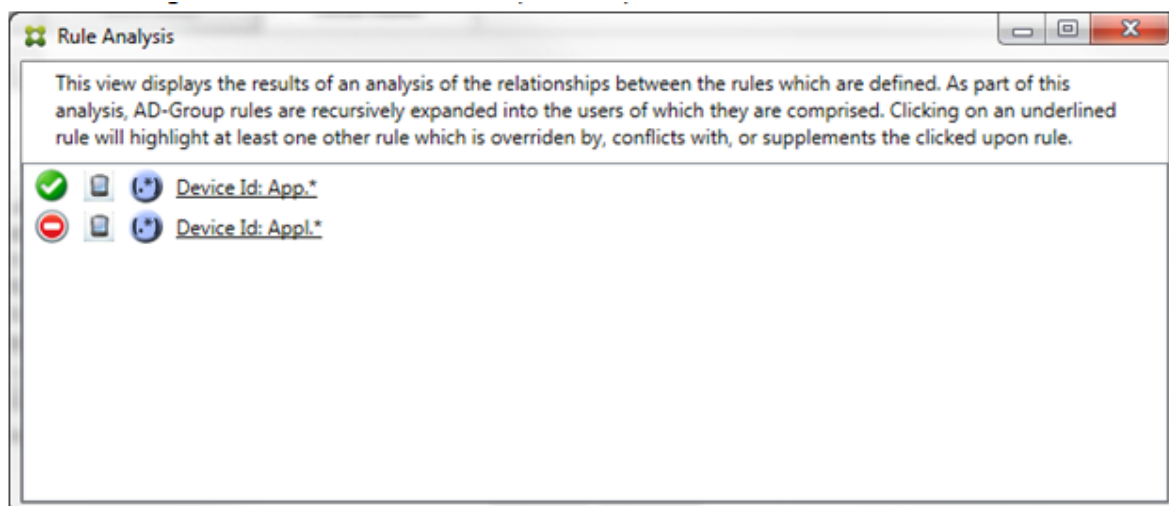 Rule Analysis
This view displays the results of an analysis of the relationships between the rules which are defined. As part of this
analysis, AD-Group rules are recursively expanded into the users of which they are comprised. Clicking on an underlined
rule will highlight at least one other rule which is overriden by, conflicts with, or supplements the clicked upon rule.
(.*) Device Id: App.*
(.*) Device Id: Appl.*